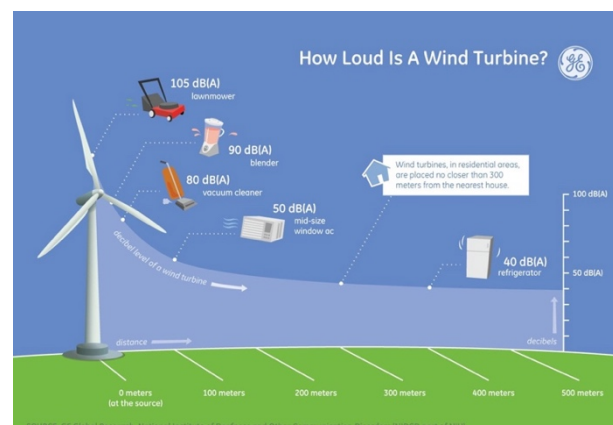 How Loud Is A Wind Turbine?
GE
105 dB(A)
lawnmower
90 dB(A)
blender
80 dB(A)
vacuum cleaner
50 dB(A)
mid-size
window ac
Wind turbines, in residential areas,
are placed no closer than 300
meters from the nearest house.
40 dB(A)
refrigerator
100 dB(A)
50 dB(A)
decibel level of a wind turbine
distance
decibels
0 meters
(at the source)
100 meters
200 meters
300 meters
400 meters
500 meters